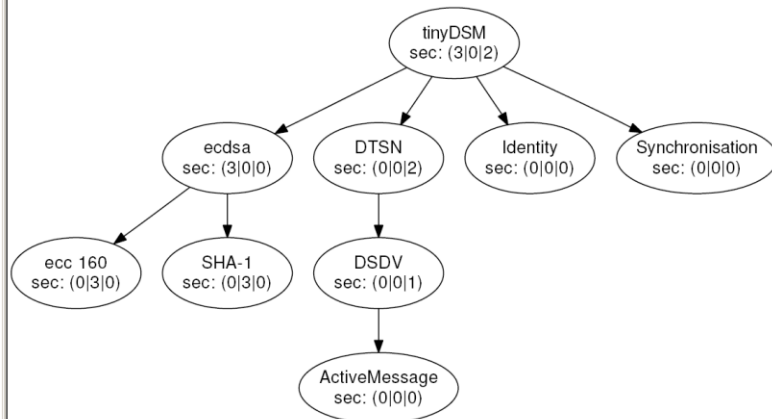 tinyDSM
sec: (3|0|2)
ecdsa
sec: (3|0|0)
DTSN
sec: (0|0|2)
Identity
sec: (0|0|0)
Synchronisation
sec: (0|0|0)
ecc 160
sec: (0|3|0)
SHA-1
sec: (0|3|0)
DSDV
sec: (0|0|1)
ActiveMessage
sec: (0|0|0)